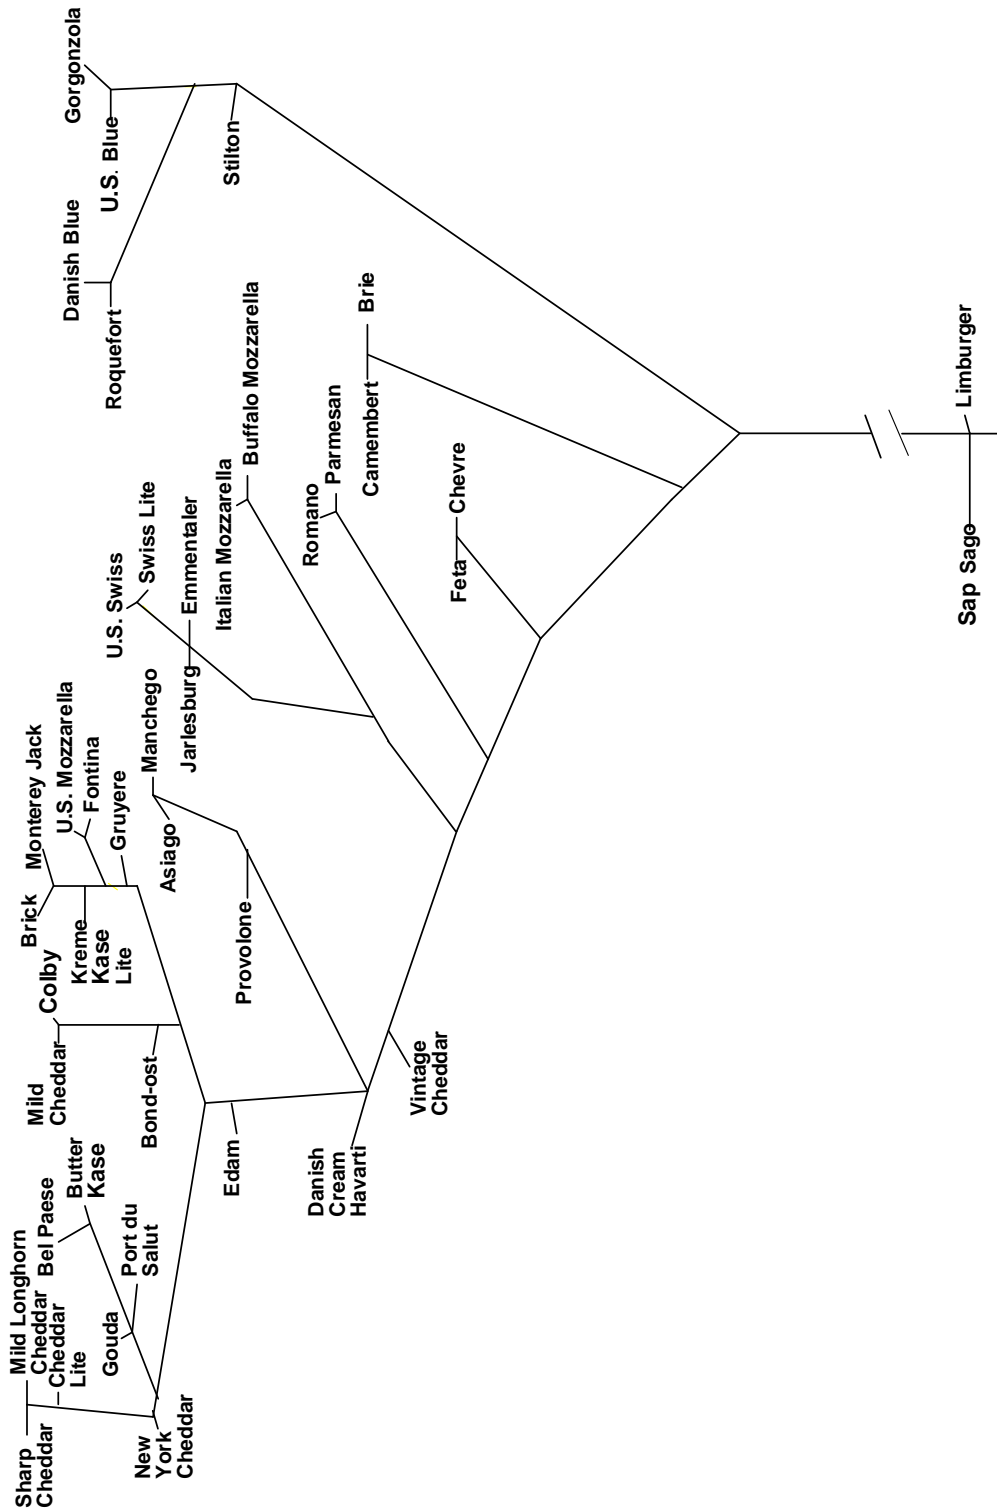 Gorgonzola
U.S. Blue
Danish Blue
Roquefort
Stilton
Brie
Camembert
Buffalo Mozzarella
Italian Mozzarella
Parmesan
Romano
Chevre
Feta
Limburger
Sap Sago
Swiss Lite
U.S. Swiss
Emmentaler
Jarlesburg
Manchego
Asiago
Provolone
Monterey Jack
Brick
U.S. Mozzarella
Fontina
Gruyere
Kreme
Kase
Lite
Colby
Mild
Cheddar
Bond-ost
Vintage
Cheddar
Edam
Danish
Cream
Havarti
Butter
Kase
Bel Paese
Port du
Salut
Gouda
Mild Longhorn
Cheddar
Cheddar
Lite
Sharp
Cheddar
New
York
Cheddar